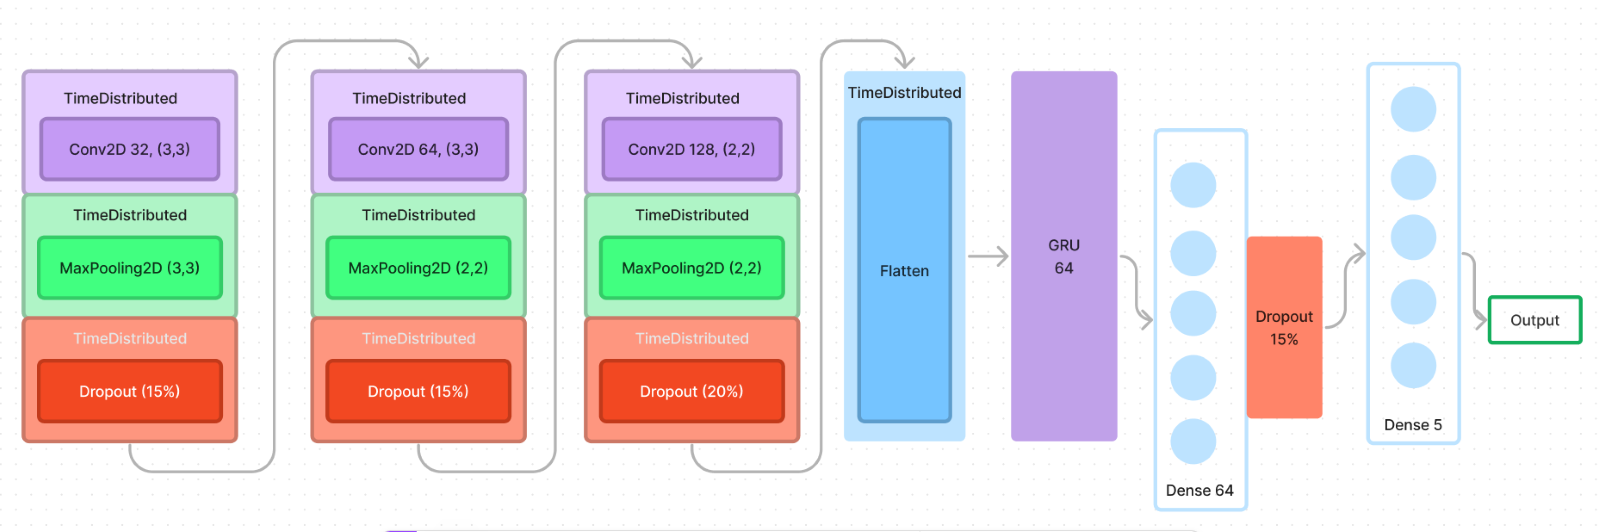 TimeDistributed
Conv2D 32, (3,3)
TimeDistributed
MaxPooling2D (3,3)
TimeDistributed
Dropout (15%)
TimeDistributed
Conv2D 64, (3,3)
TimeDistributed
MaxPooling2D (2,2)
TimeDistributed
Dropout (15%)
TimeDistributed
Conv2D 128, (2,2)
TimeDistributed
MaxPooling2D (2,2)
TimeDistributed
Dropout (20%)
TimeDistributed
Flatten
GRU
64
Dense 64
Dropout
15%
Dense 5
Output